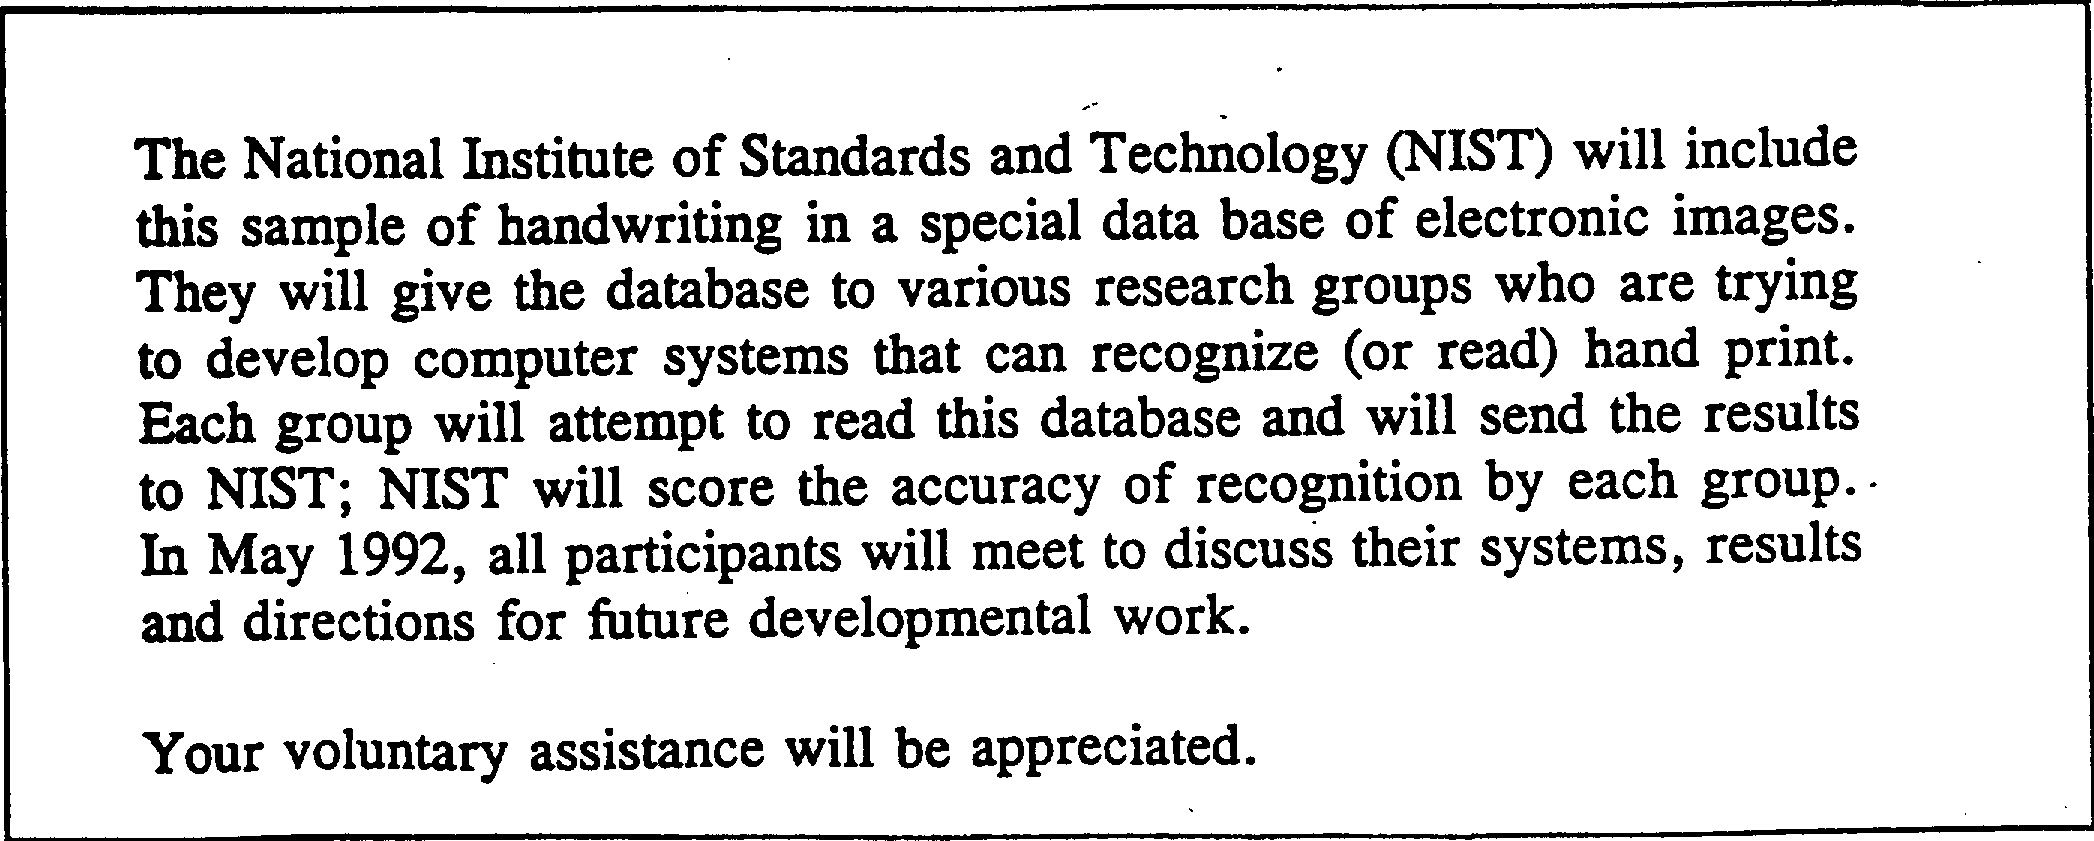 The National Institute of Standards and Technology (NIST) will include
this sample of handwriting in a special data base of electronic images.
They will give the database to various research groups who are trying
to develop computer systems that can recognize (or read) hand print.
Each group will attempt to read this database and will send the results
to NIST; NIST will score the accuracy of recognition by each group.
In May 1992, all participants will meet to discuss their systems, results
and directions for future developmental work.
Your voluntary assistance will be appreciated.